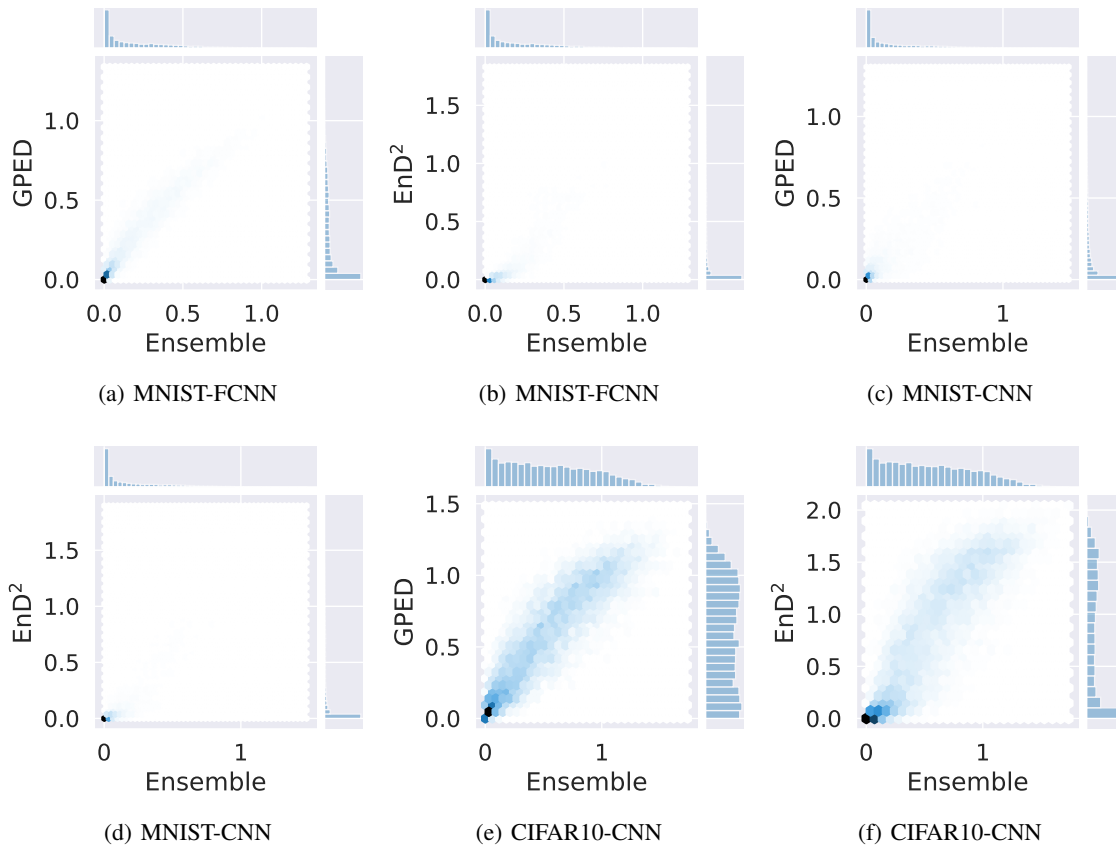 GPED
1.0
0.5
0.0
0.0 0.5 1.0
Ensemble
(a) MNIST-FCNN
EnD²
1.5
1.0
0.5
0.0
0.0 0.5 1.0
Ensemble
(b) MNIST-FCNN
GPED
1.0
0.5
0.0
0 1
Ensemble
(c) MNIST-CNN
EnD²
1.5
1.0
0.5
0.0
0 1
Ensemble
(d) MNIST-CNN
GPED
1.5
1.0
0.5
0.0
0 1
Ensemble
(e) CIFAR10-CNN
EnD²
2.0
1.5
1.0
0.5
0.0
0 1
Ensemble
(f) CIFAR10-CNN